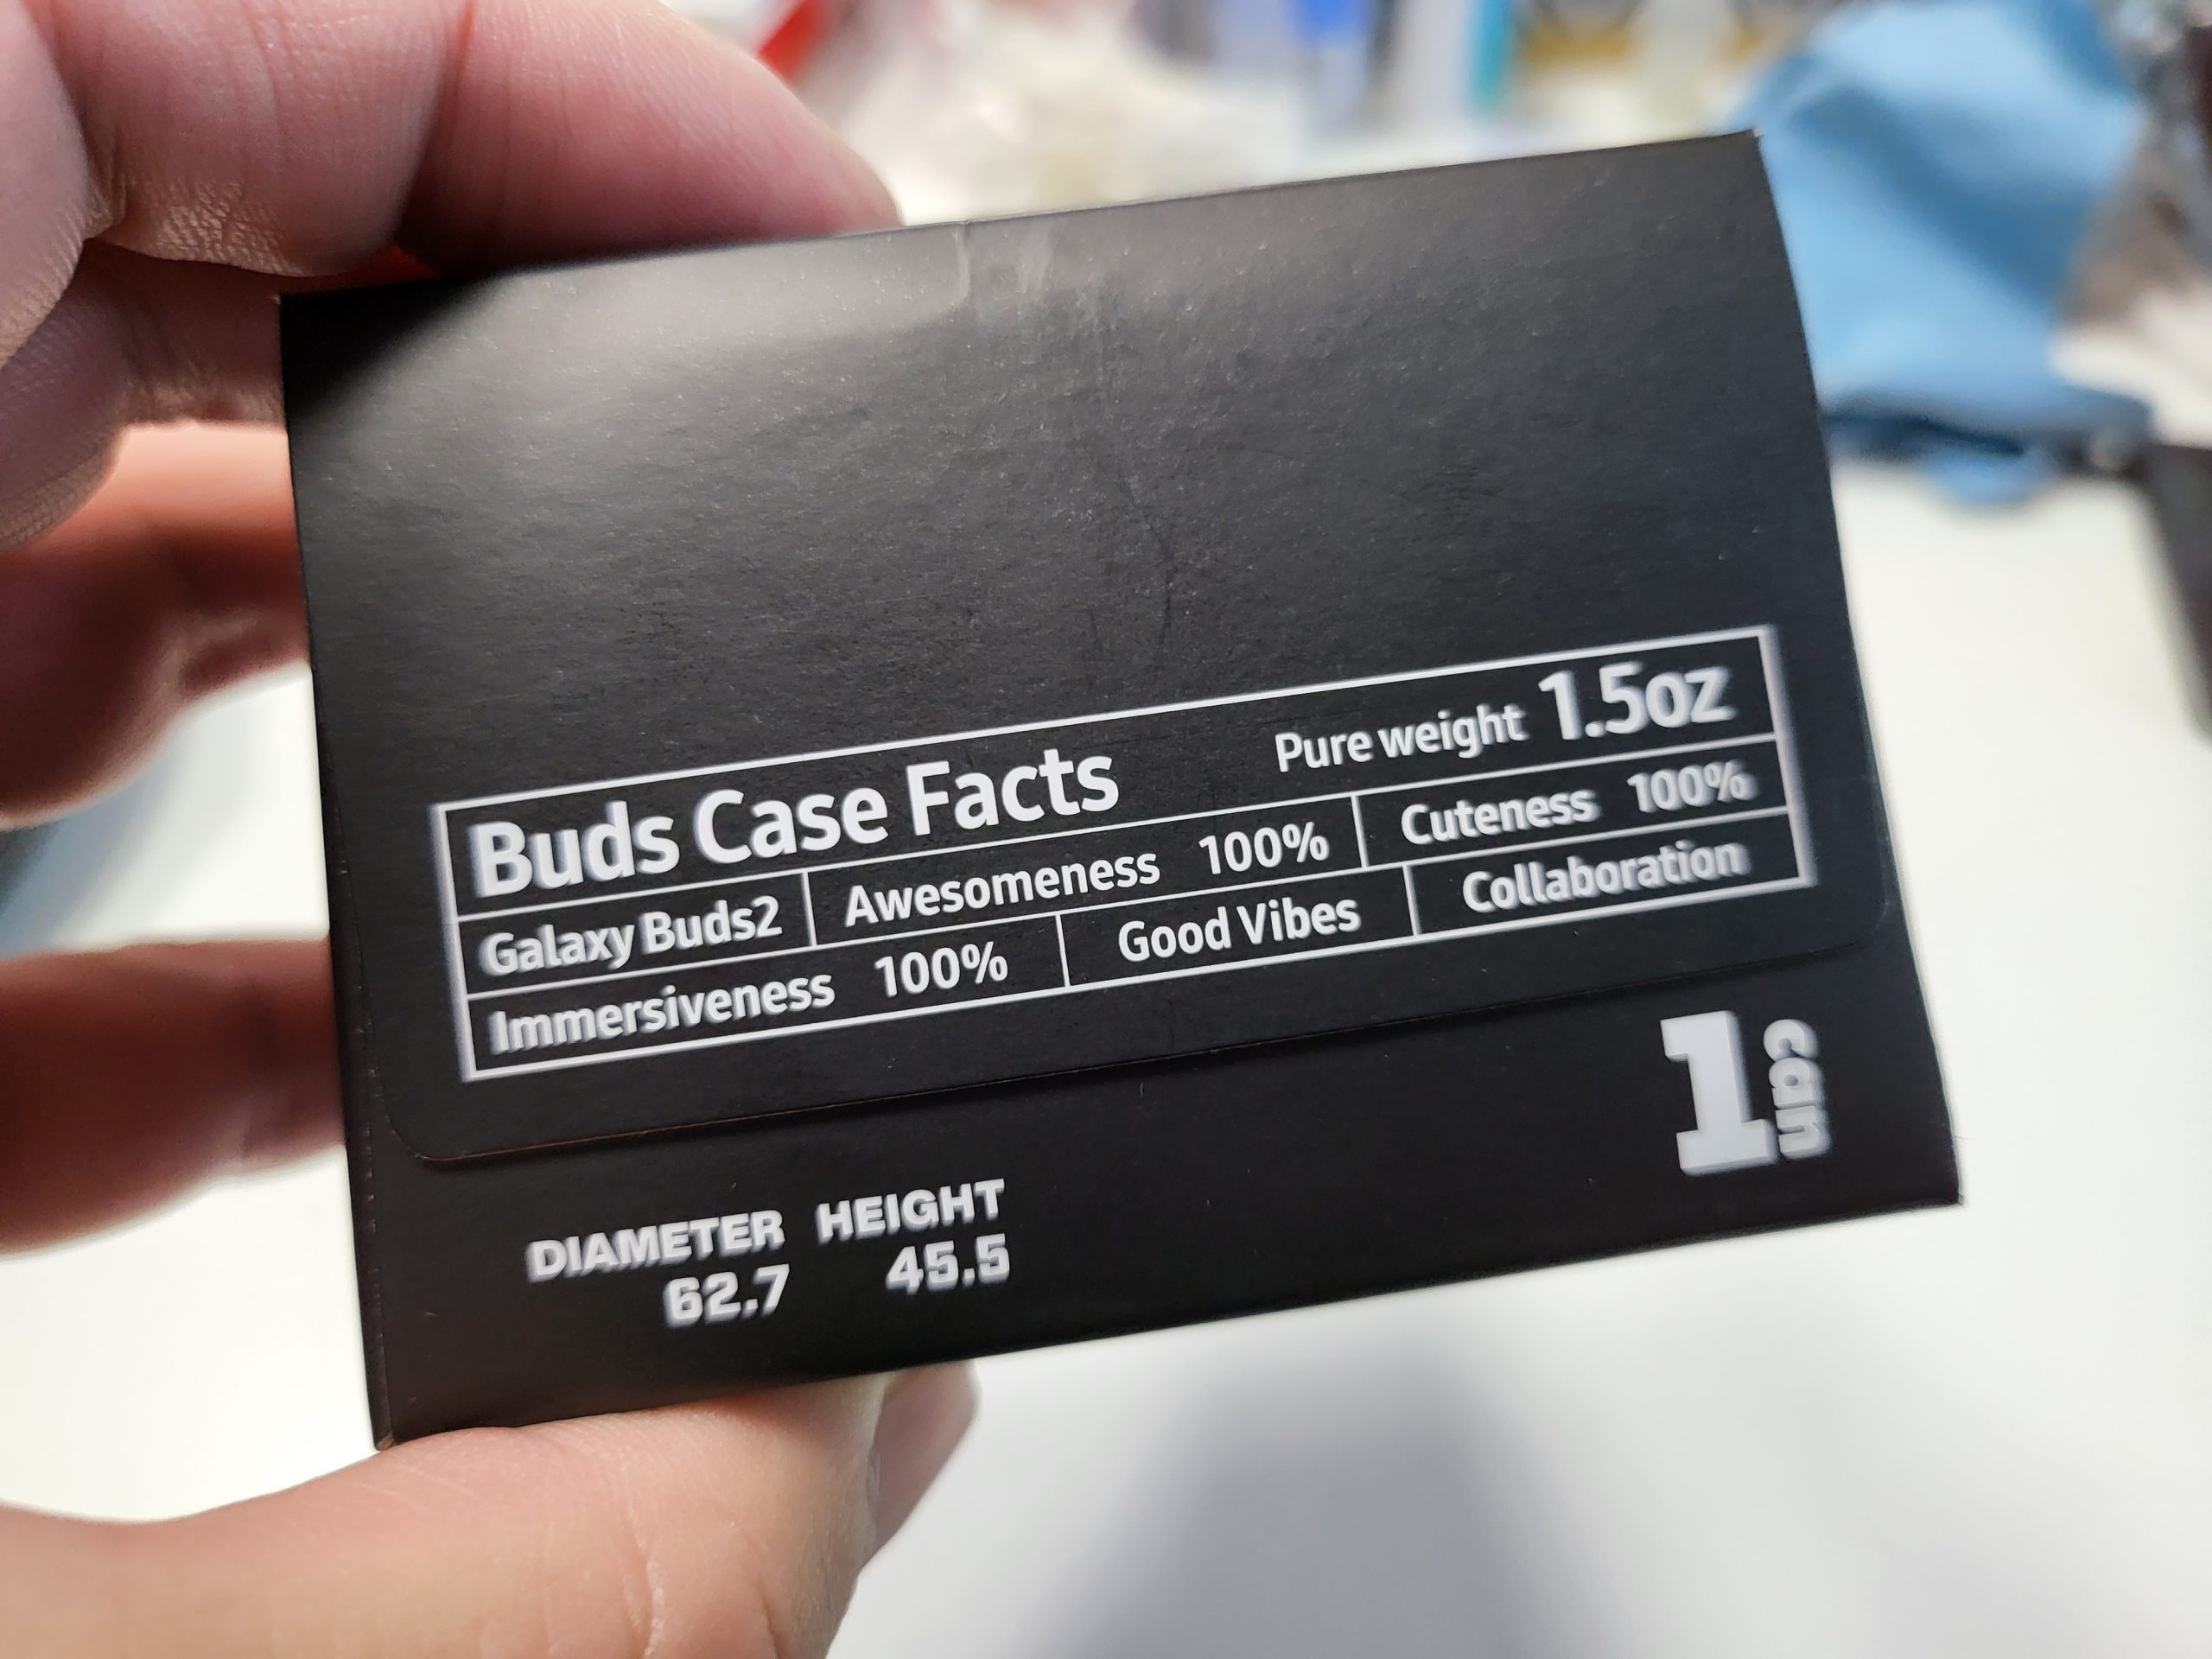 Buds Case Facts Pure weight 1.5oz
Galaxy Buds2 Awesomeness 100% Cuteness 100%
Immersiveness 100% Good Vibes Collaboration
1 can
DIAMETER HEIGHT
62.7 45.5